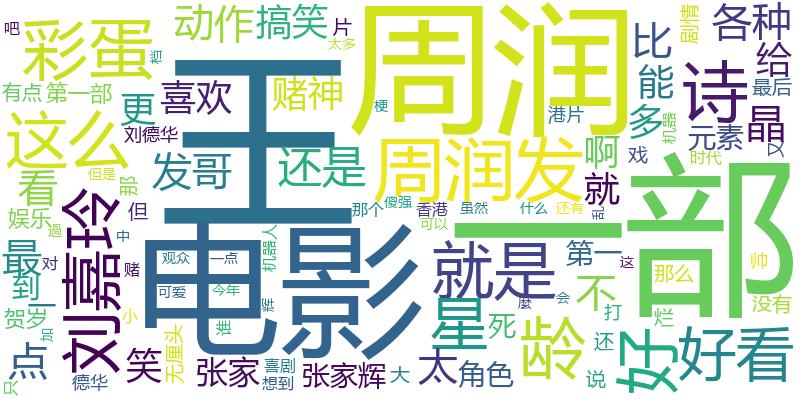 吧
彩蛋
动作
搞笑
片
太多
周润
比
剧情
各种
王
档
能
给
有点
第一部
更
喜欢
赌神
梗
港片
多
诗
最后
这么
刘德华
机器
晶
元素
又
看
那
但是
发哥
还是
周润发
啊
戏
时代
娱乐
但
就
刘嘉玲
過
中
那个
傻强
香港
虽然
什么
还有
到
一部
电影
可以
最
对
赌
观众
一点
机器人
就是
第一
这
帅
到
一
可爱
今年
辉
星
不
那么
没有
贺岁
加
小
谁
麼
会
打
点
无厘头
死
龄
好
烂
好看
笑
张家
喜剧
张家辉
太
角色
还
只
德华
想到
大
说